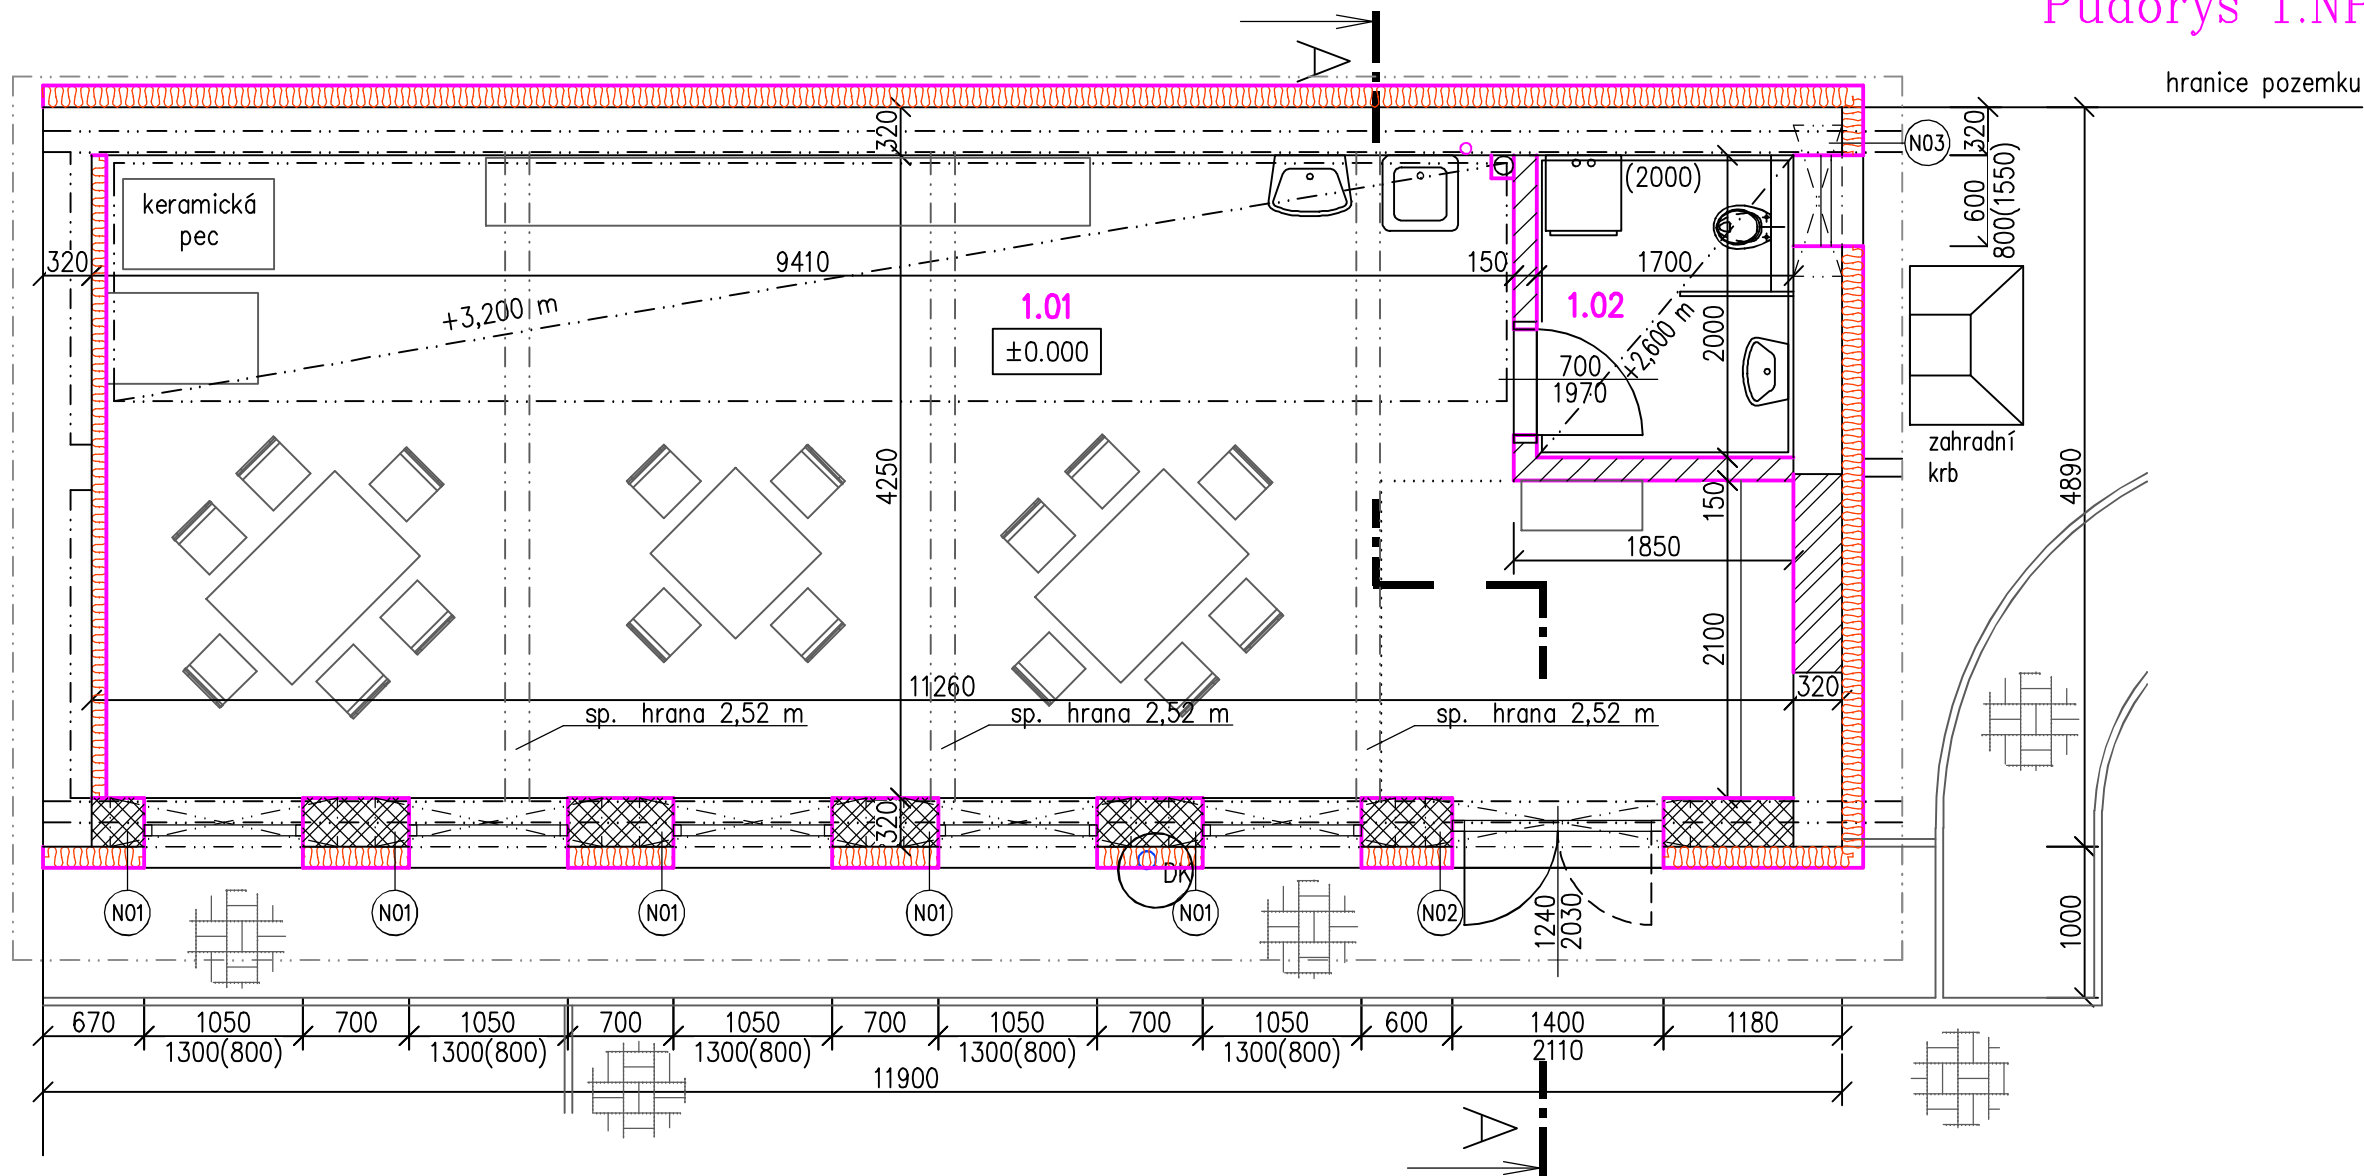 Půdorys 1.NP
A
hranice pozemku
320
320
N03
keramická
pec
(2000)
600
800(1550)
320
9410
150
1700
+3,200 m
1.01
±0.000
1.02
+2,600 m
2000
700
1970
zahradní
krb
4250
150
4890
1850
2100
11260
320
sp. hrana 2,52 m
sp. hrana 2,52 m
sp. hrana 2,52 m
320
DK
N01
N01
N01
N01
N01
N02
1240
2030
1000
670
1050
700
1050
700
1050
700
1050
700
1050
600
1400
1180
1300(800)
1300(800)
1300(800)
1300(800)
1300(800)
2110
11900
A